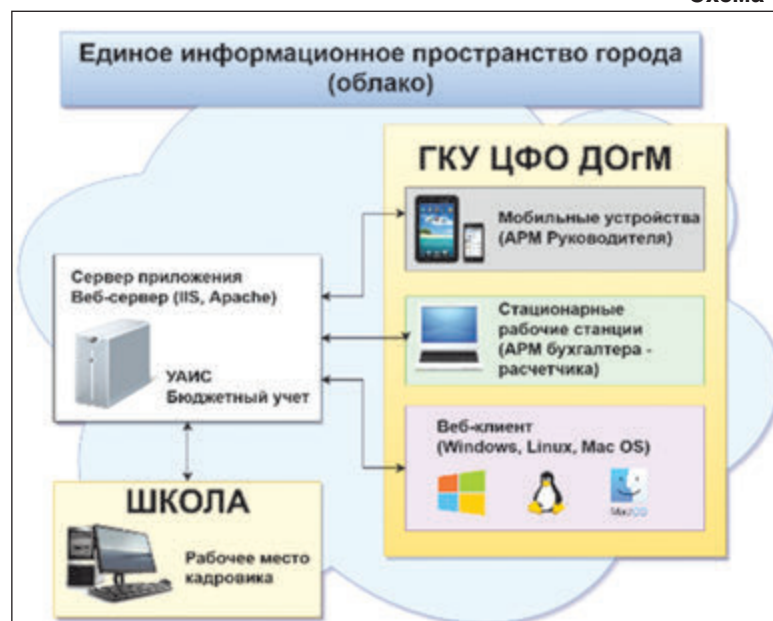 Единое информационное пространство города
(облако)
ГКУ ЦФО ДОгМ
Мобильные устройства
(АРМ Руководителя)
Сервер приложения
Веб-сервер (IIS, Apache)
УАИС
Бюджетный учет
Стационарные
рабочие станции
(АРМ бухгалтера -
расчетчика)
Веб-клиент
(Windows, Linux, Mac OS)
MacOS
ШКОЛА
Рабочее место
кадровика